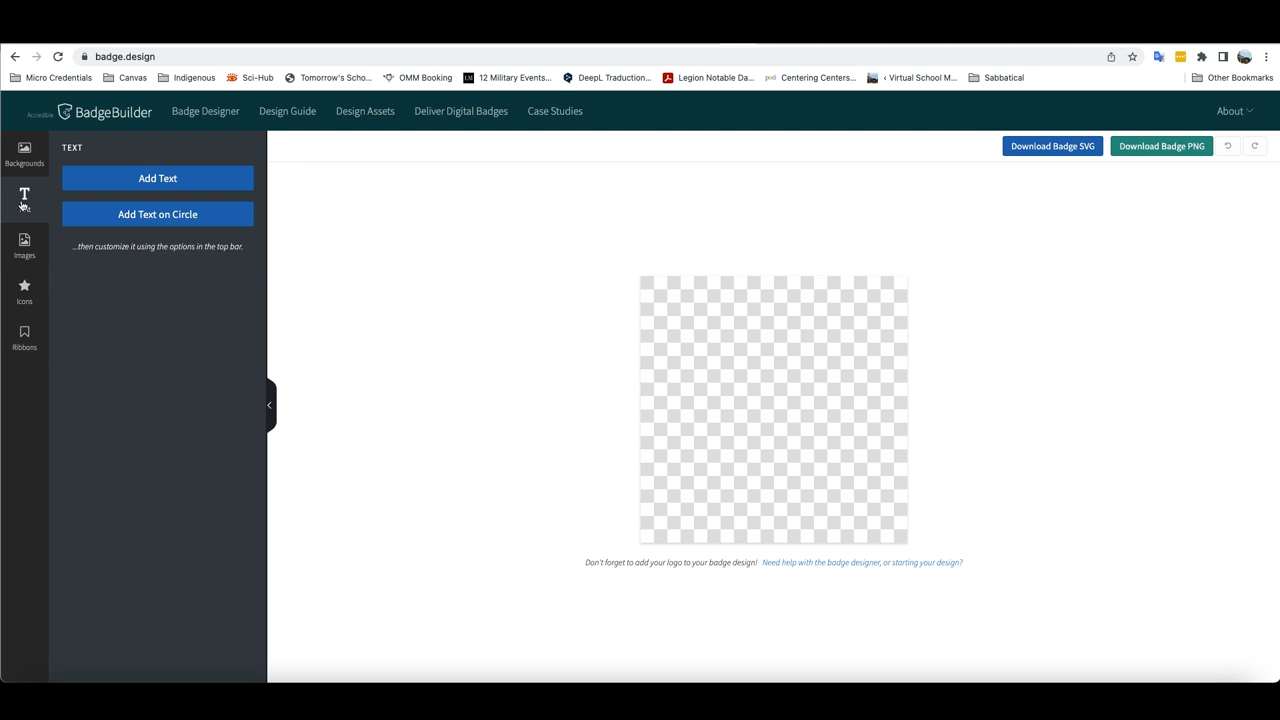 badge.design
Micro Credentials Canvas Indigenous Sci-Hub Tomorrow's Scho... OMM Booking 12 Military Events... DeepL Traduction... Legion Notable Da... pod Centering Centers... ‹ Virtual School M... Sabbatical Other Bookmarks
Accredible BadgeBuilder Badge Designer Design Guide Design Assets Deliver Digital Badges Case Studies About
Backgrounds
TEXT
Download Badge SVG Download Badge PNG
Add Text
Add Text on Circle
...then customize it using the options in the top bar.
Images
Icons
Ribbons
Don't forget to add your logo to your badge design! Need help with the badge designer, or starting your design?